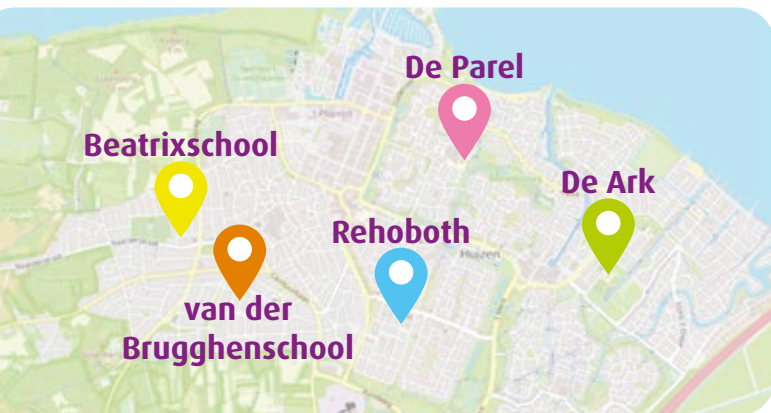 De Parel
Beatrixschool
De Ark
Rehoboth
Huizen
van der
Brugghenschool